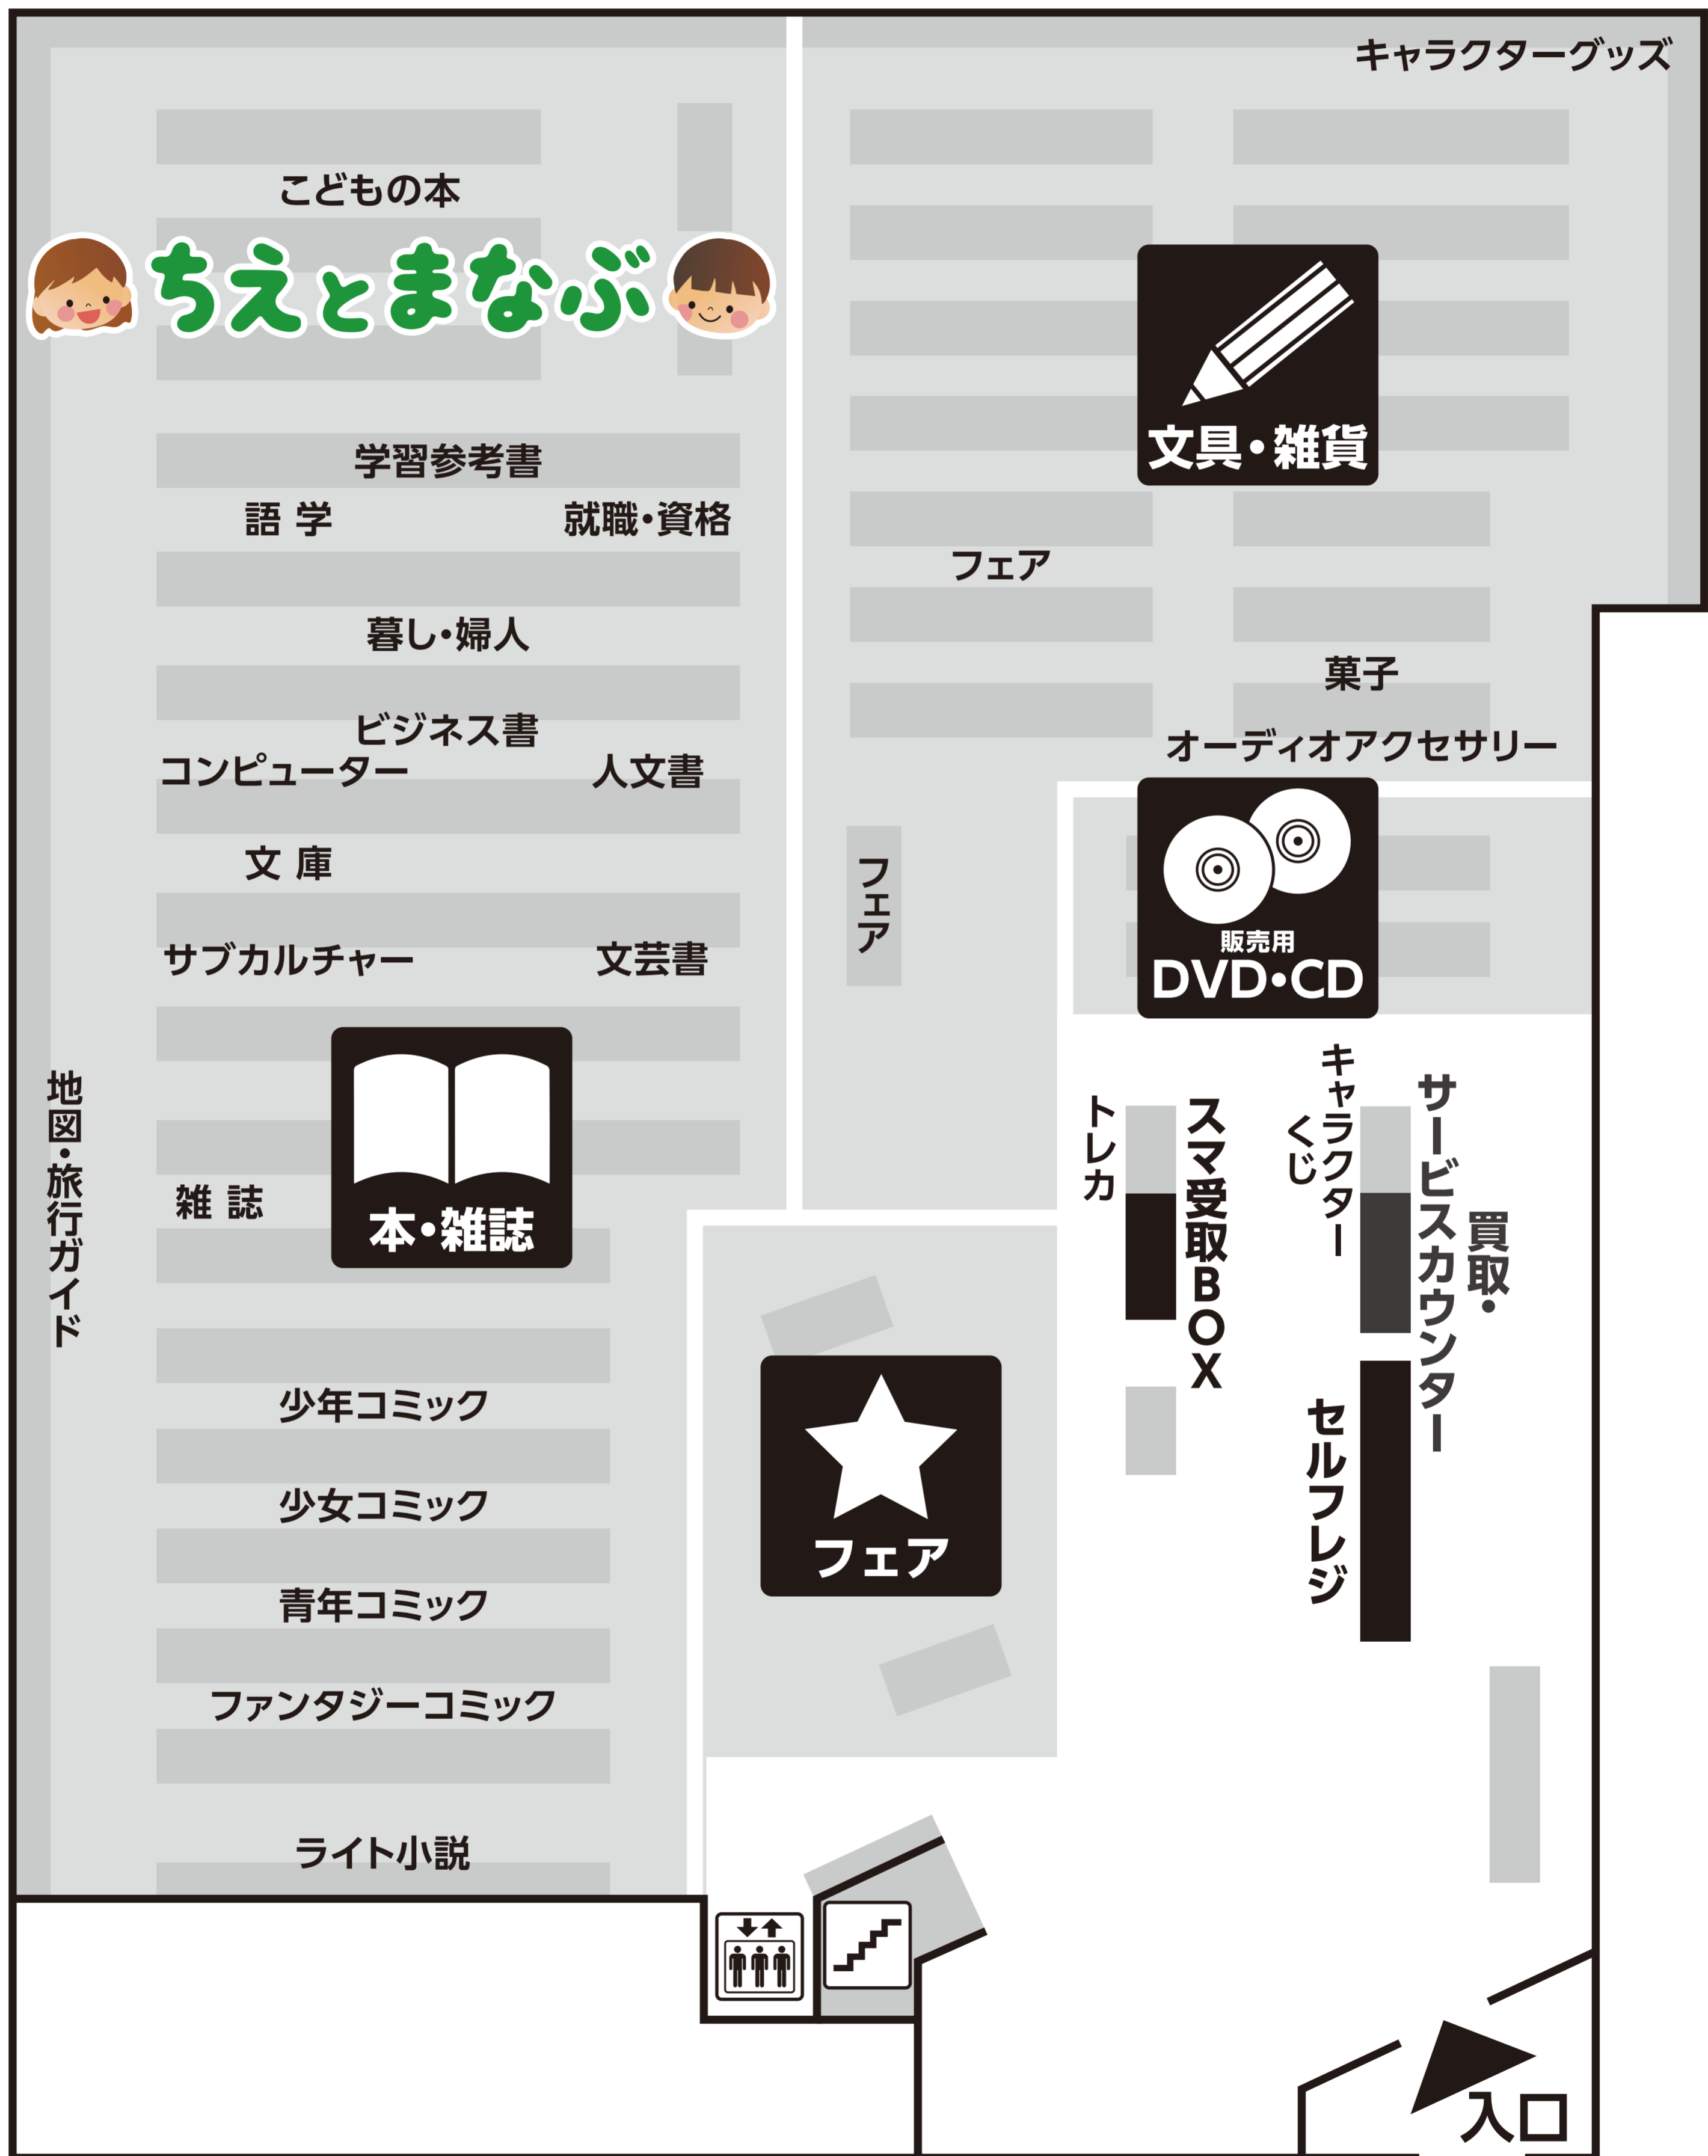 キャラクターグッズ
こどもの本
ちえとまなぶ
文具・雑貨
学習参考書
語学
就職・資格
フェア
暮し・婦人
菓子
ビジネス書
オーディオアクセサリー
コンピューター
人文書
文庫
フェア
販売用
DVD・CD
サブカルチャー
文芸書
地図・旅行ガイド
雑誌
本・雑誌
トレカ
スマ受取BOX
キャラクター
くじ
買取・
サービスカウンター
セルフレジ
少年コミック
少女コミック
フェア
青年コミック
ファンタジーコミック
ライト小説
入口